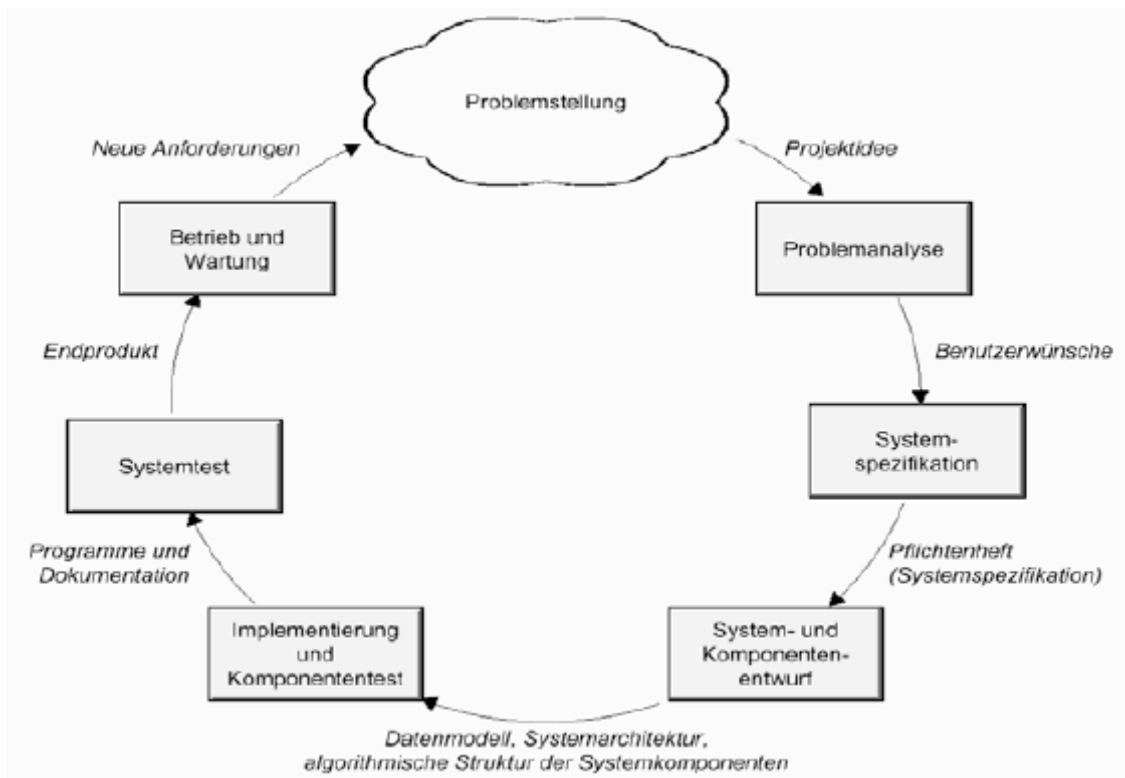 Problemstellung
Projektidee
Problemanalyse
Benutzerwünsche
System-
spezifikation
Pflichtenheft
(Systemspezifikation)
System- und
Komponenten-
entwurf
Datenmodell, Systemarchitektur,
algorithmische Struktur der Systemkomponenten
Implementierung
und
Komponententest
Programme und
Dokumentation
Systemtest
Endprodukt
Betrieb und
Wartung
Neue Anforderungen